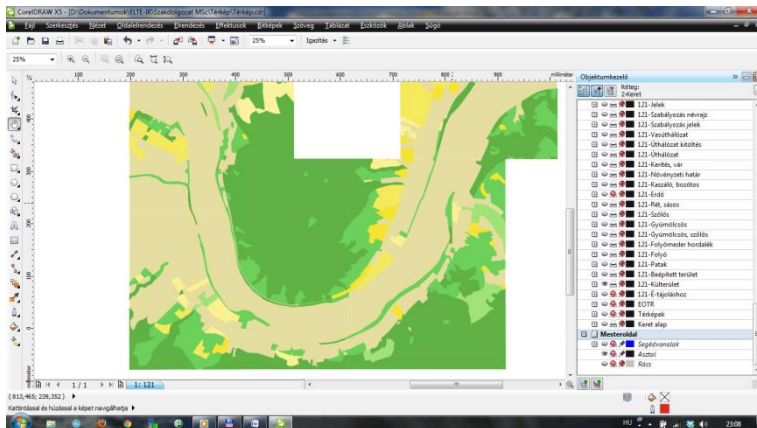 CorelDRAW X5 - [D:\Dokumentumok\ELTE-IK\Szakdolgozat MSc\Térkép\Térkép.cdr]
Fájl Szerkesztés Nézet Oldalelrendezés Elrendezés Effektusok Bitképek Szöveg Táblázat Eszközök Ablak Súgó
25% Igazítás
25%
100 200 300 400 500 600 700 800 900 milliméter
Objektumkezelő
Réteg:
2-Keret
121-Jelek
121-Szabályozás névrajz
121-Szabályozás jelek
121-Vasúthálózat
121-Úthálózat kitöltés
121-Úthálózat
121-Kerítés, vár
121-Növényzeti határ
121-Kaszáló, bozótos
121-Erdő
121-Rét, sásos
121-Szőlős
121-Gyümölcsös
121-Gyümölcsös, szőlős
121-Folyómeder hordalék
121-Folyó
121-Patak
121-Beépített terület
121-Külterület
121-É-tájoláshoz
EOTR
Térképek
Keret alap
Mesteroldal
Segédvonalak
Asztal
Rács
1 / 1 1: 121
(813,465; 239,352)
Kattintással és húzással a képet navigálhatja
HU 23:08